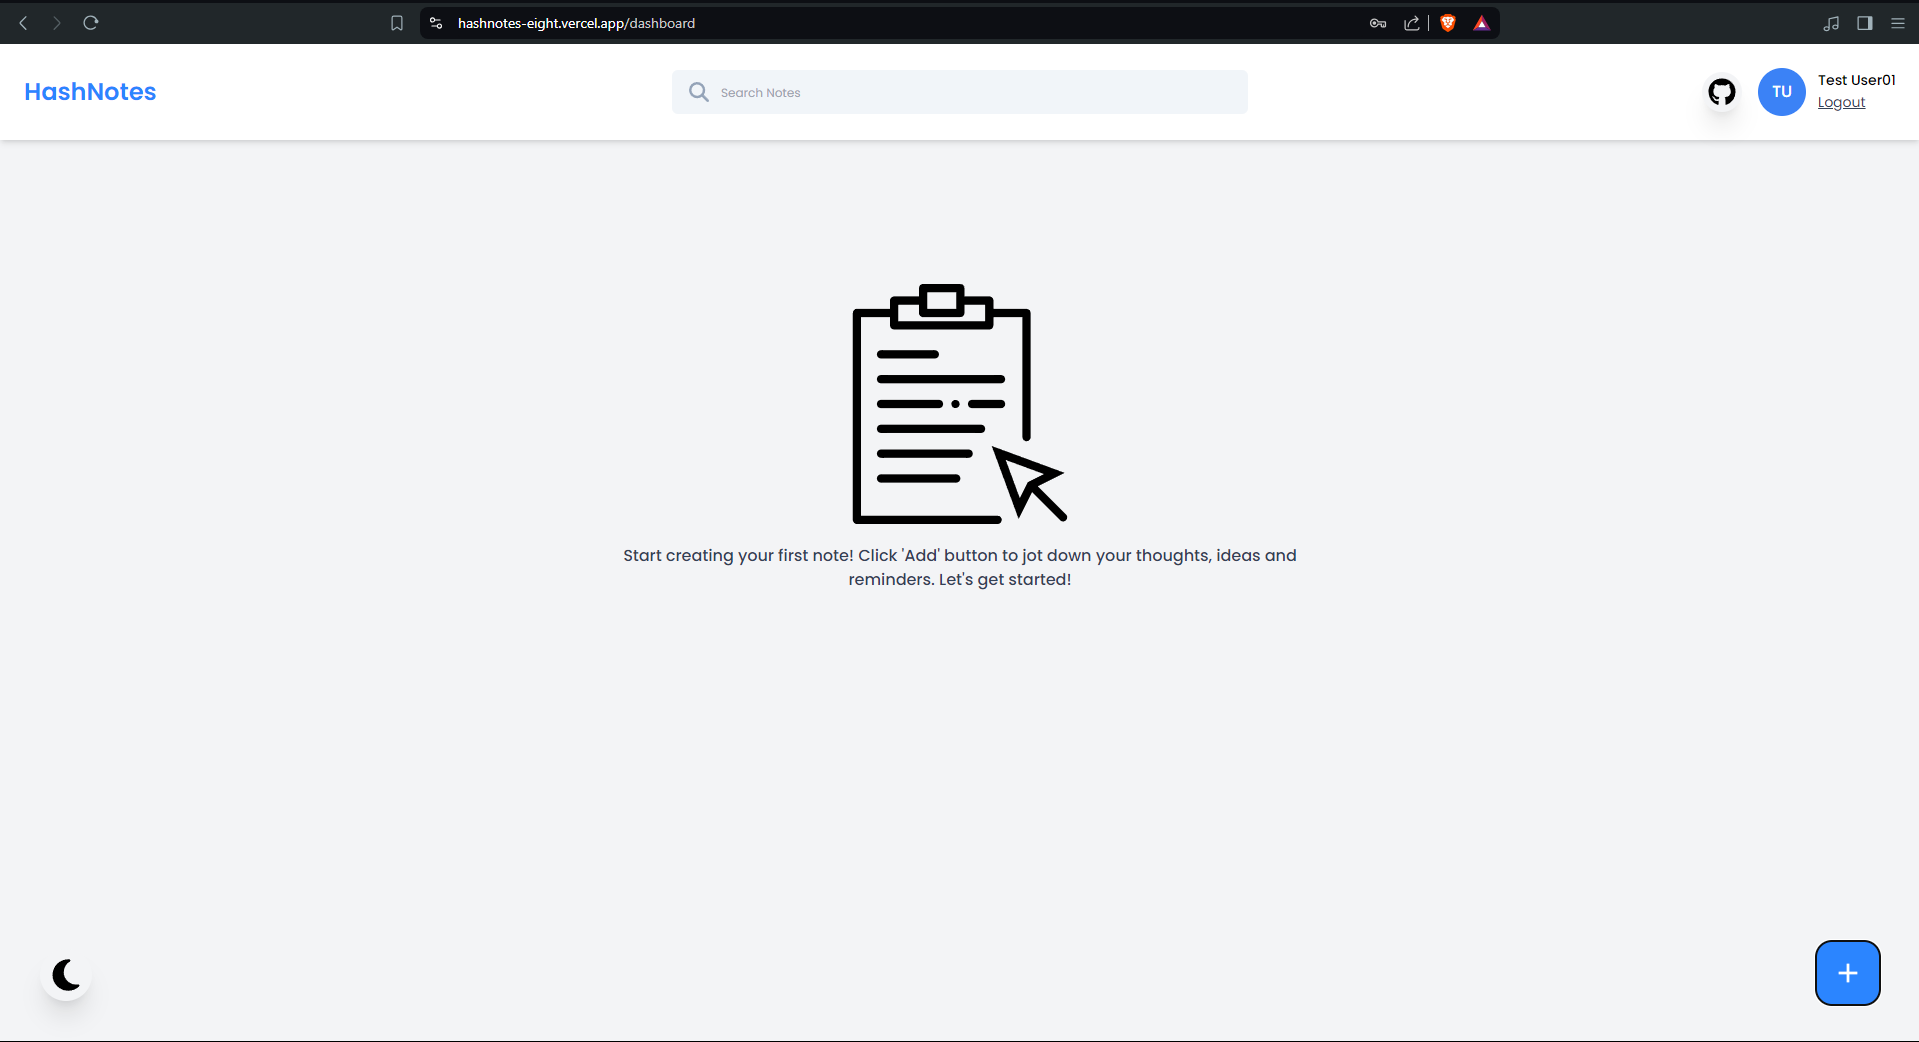 hashnotes-eight.vercel.app/dashboard
HashNotes
Search Notes
TU
Test User01
Logout
Start creating your first note! Click 'Add' button to jot down your thoughts, ideas and
reminders. Let's get started!